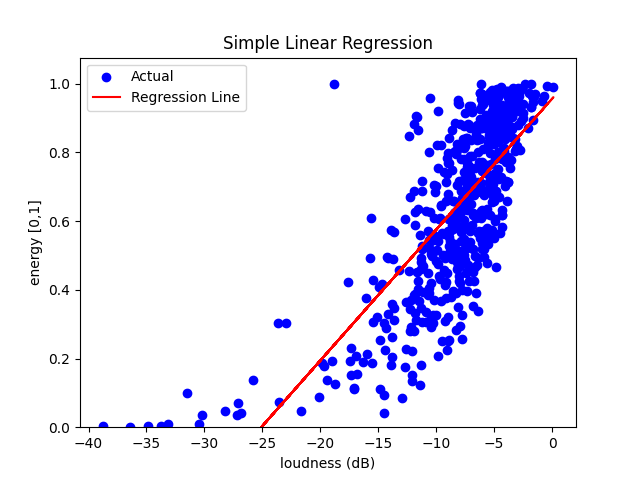 Simple Linear Regression
Actual
Regression Line
energy [0,1]
1.0
0.8
0.6
0.4
0.2
0.0
−40 −35 −30 −25 −20 −15 −10 −5 0
loudness (dB)